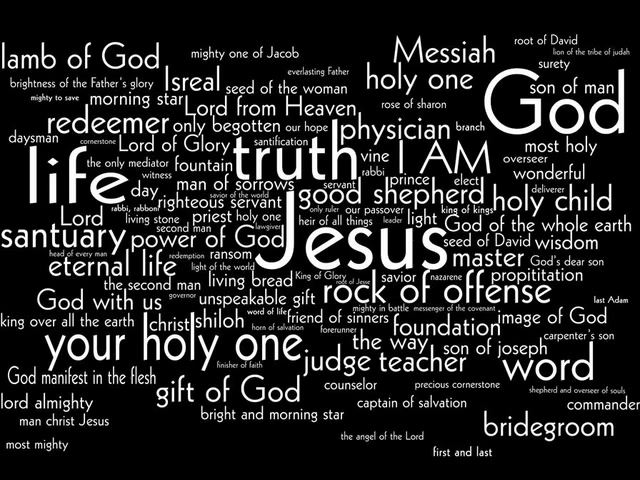 lamb of God
mighty one of Jacob
Messiah
root of David
lion of the tribe of judah
surety
brightness of the Father's glory
Isreal
everlasting Father
holy one
God
son of man
mighty to save
morning star
seed of the woman
Lord from Heaven
rose of sharon
redeemer
only begotten
our hope
physician
branch
daysman
cornerstone
Lord of Glory
santification
truth
vine
I AM
most holy
overseer
life
the only mediator
fountain
rabbi
wonderful
witness
day
man of sorrows
servant
prince
elect
deliverer
savior of the world
righteous servant
good shepherd
holy child
rabbi, rabboni
Lord
living stone
priest
holy one
only ruler
our passover
light
king of kings
second man
lawgiver
Jesus
heir of all things
leader
God of the whole earth
santuary
power of God
seed of David
wisdom
head of every man
redemption
ransom
master
God's dear son
eternal life
light of the world
King of Glory
root of Jesse
savior
nazarene
propititation
the second man
living bread
God with us
governor
unspeakable gift
rock of offense
last Adam
king over all the earth
christ
shiloh
word of life
friend of sinners
mighty in battle
messenger of the covenant
image of God
horn of salvation
forerunner
foundation
carpenter's son
your holy one
the way
son of joseph
finisher of faith
judge
teacher
word
God manifest in the flesh
gift of God
counselor
precious cornerstone
shepherd and overseer of souls
lord almighty
captain of salvation
commander
man christ Jesus
bright and morning star
bridegroom
most mighty
the angel of the Lord
first and last